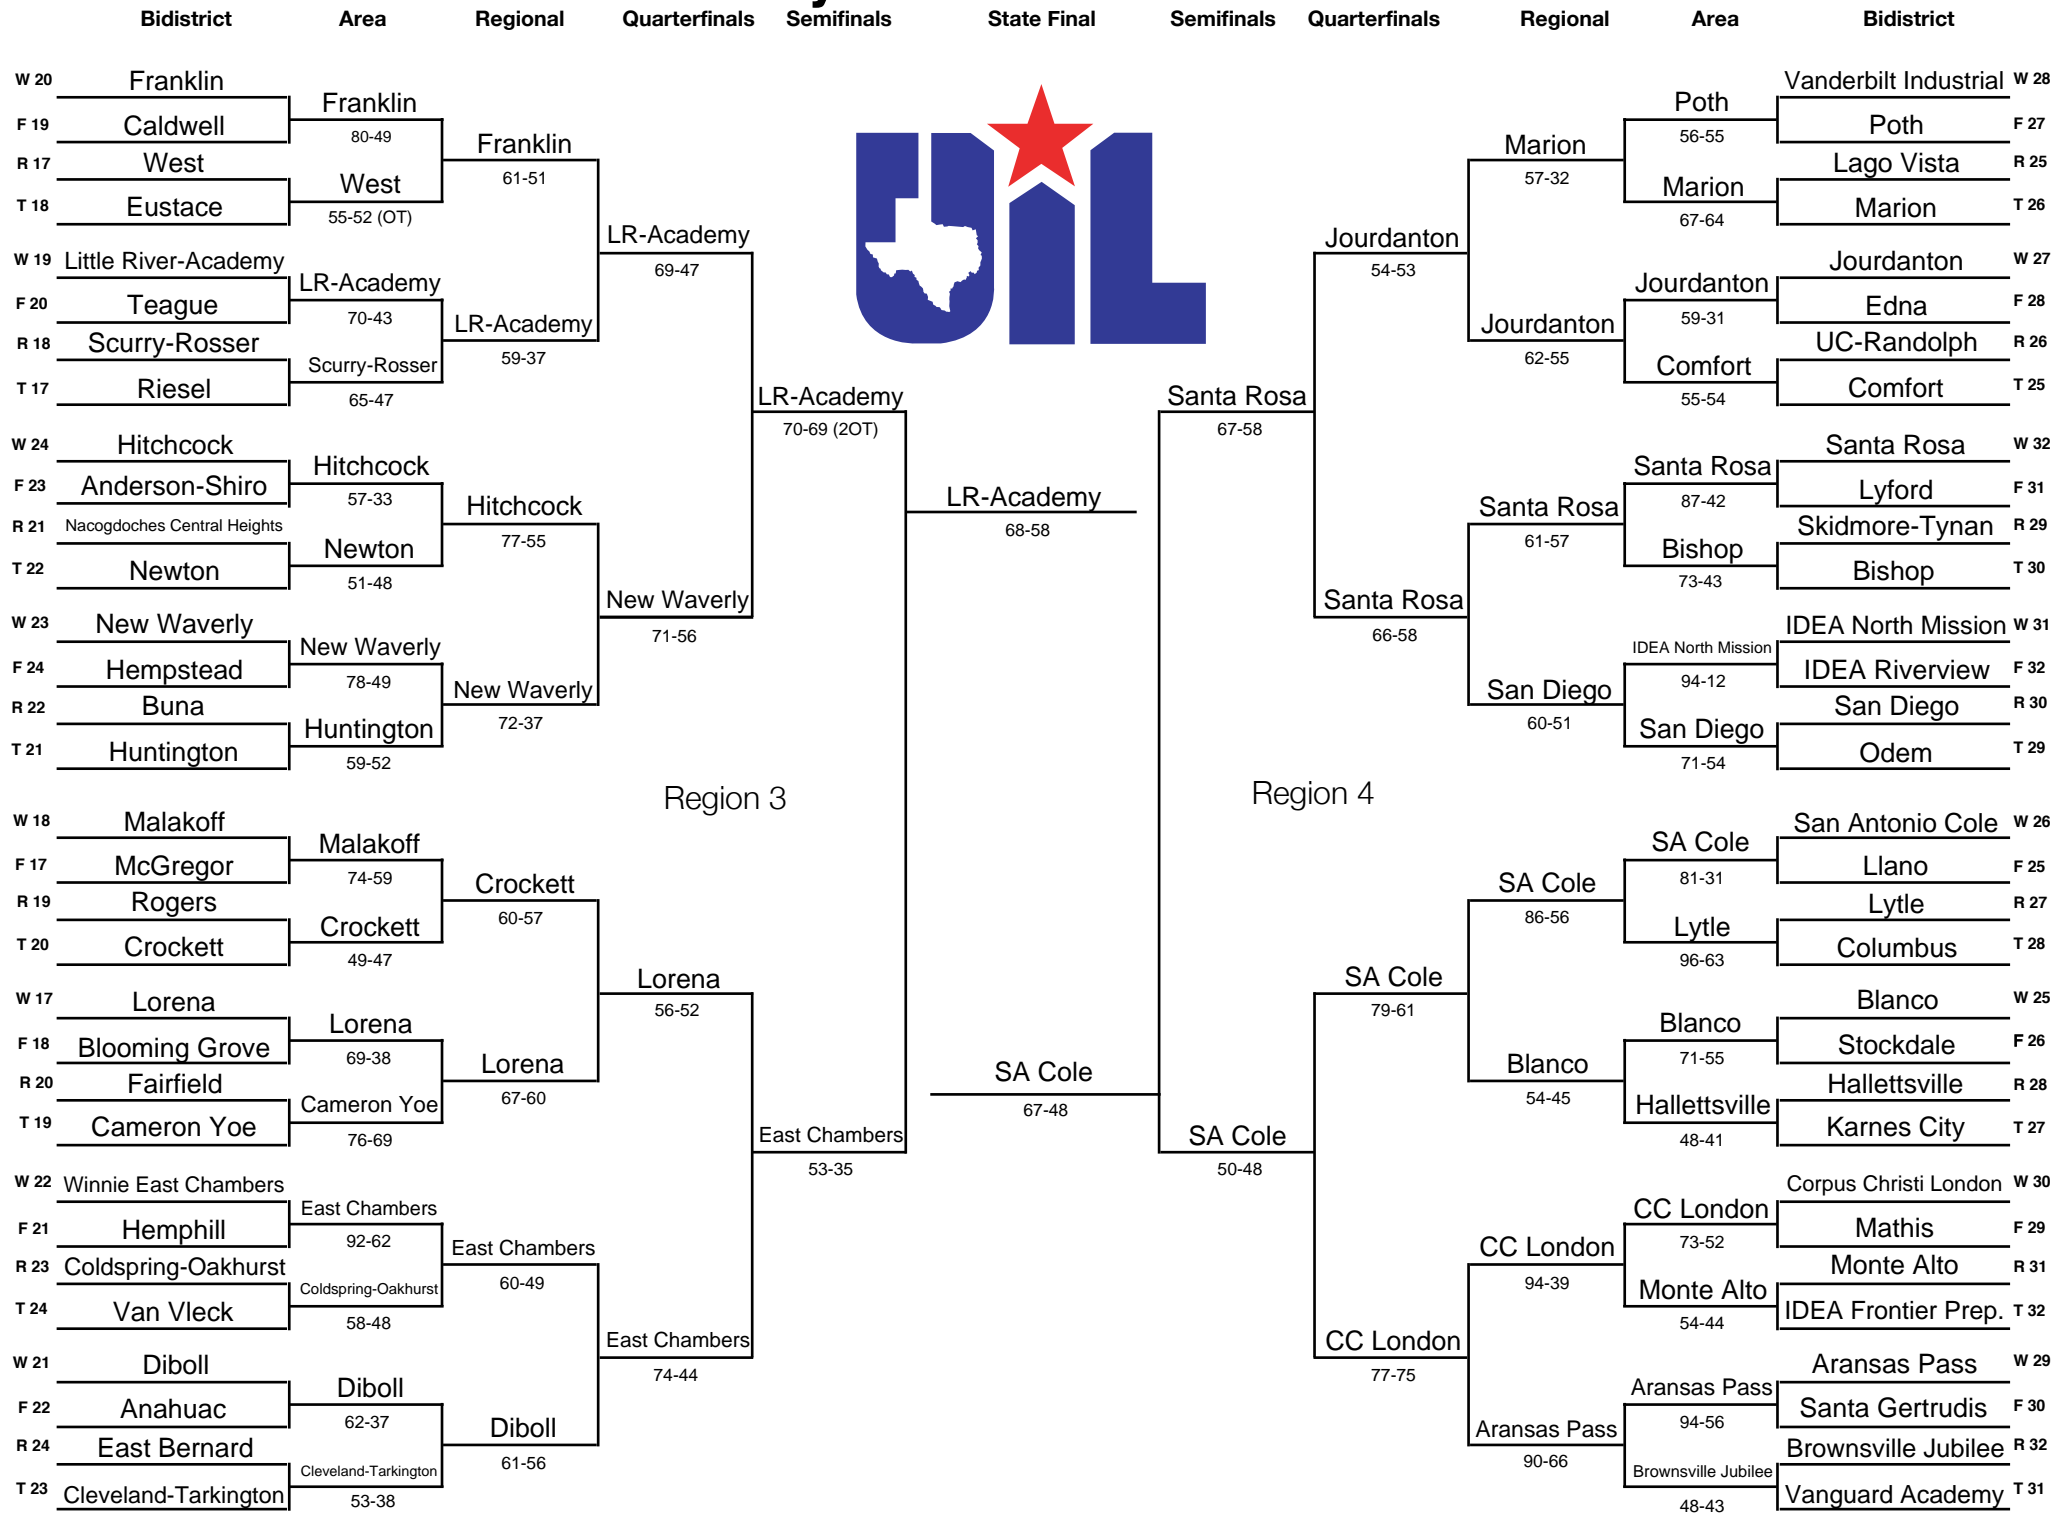 y
Bidistrict Area Regional Quarterfinals Semifinals State Final Semifinals Quarterfinals Regional Area Bidistrict
W 20 Franklin
F 19 Caldwell
R 17 West
T 18 Eustace
W 19 Little River-Academy
F 20 Teague
R 18 Scurry-Rosser
T 17 Riesel
W 24 Hitchcock
F 23 Anderson-Shiro
R 21 Nacogdoches Central Heights
T 22 Newton
W 23 New Waverly
F 24 Hempstead
R 22 Buna
T 21 Huntington
W 18 Malakoff
F 17 McGregor
R 19 Rogers
T 20 Crockett
W 17 Lorena
F 18 Blooming Grove
R 20 Fairfield
T 19 Cameron Yoe
W 22 Winnie East Chambers
F 21 Hemphill
R 23 Coldspring-Oakhurst
T 24 Van Vleck
W 21 Diboll
F 22 Anahuac
R 24 East Bernard
T 23 Cleveland-Tarkington
Franklin
80-49
West
55-52 (OT)
LR-Academy
70-43
Scurry-Rosser
65-47
Hitchcock
57-33
Newton
51-48
New Waverly
78-49
Huntington
59-52
Malakoff
74-59
Crockett
49-47
Lorena
69-38
Cameron Yoe
76-69
East Chambers
92-62
Coldspring-Oakhurst
58-48
Diboll
62-37
Cleveland-Tarkington
53-38
Franklin
61-51
LR-Academy
59-37
Hitchcock
77-55
New Waverly
72-37
Crockett
60-57
Lorena
67-60
East Chambers
60-49
Diboll
61-56
LR-Academy
69-47
New Waverly
71-56
Lorena
56-52
East Chambers
74-44
Region 3
LR-Academy
70-69 (2OT)
East Chambers
53-35
UIL
LR-Academy
68-58
SA Cole
67-48
Santa Rosa
67-58
SA Cole
50-48
Region 4
Jourdanton
54-53
Santa Rosa
66-58
SA Cole
79-61
CC London
77-75
Marion
57-32
Jourdanton
62-55
Santa Rosa
61-57
San Diego
60-51
SA Cole
86-56
Blanco
54-45
CC London
94-39
Aransas Pass
90-66
Poth
56-55
Marion
67-64
Jourdanton
59-31
Comfort
55-54
Santa Rosa
87-42
Bishop
73-43
IDEA North Mission
94-12
San Diego
71-54
SA Cole
81-31
Lytle
96-63
Blanco
71-55
Hallettsville
48-41
CC London
73-52
Monte Alto
54-44
Aransas Pass
94-56
Brownsville Jubilee
48-43
Vanderbilt Industrial W 28
Poth F 27
Lago Vista R 25
Marion T 26
Jourdanton W 27
Edna F 28
UC-Randolph R 26
Comfort T 25
Santa Rosa W 32
Lyford F 31
Skidmore-Tynan R 29
Bishop T 30
IDEA North Mission W 31
IDEA Riverview F 32
San Diego R 30
Odem T 29
San Antonio Cole W 26
Llano F 25
Lytle R 27
Columbus T 28
Blanco W 25
Stockdale F 26
Hallettsville R 28
Karnes City T 27
Corpus Christi London W 30
Mathis F 29
Monte Alto R 31
IDEA Frontier Prep. T 32
Aransas Pass W 29
Santa Gertrudis F 30
Brownsville Jubilee R 32
Vanguard Academy T 31